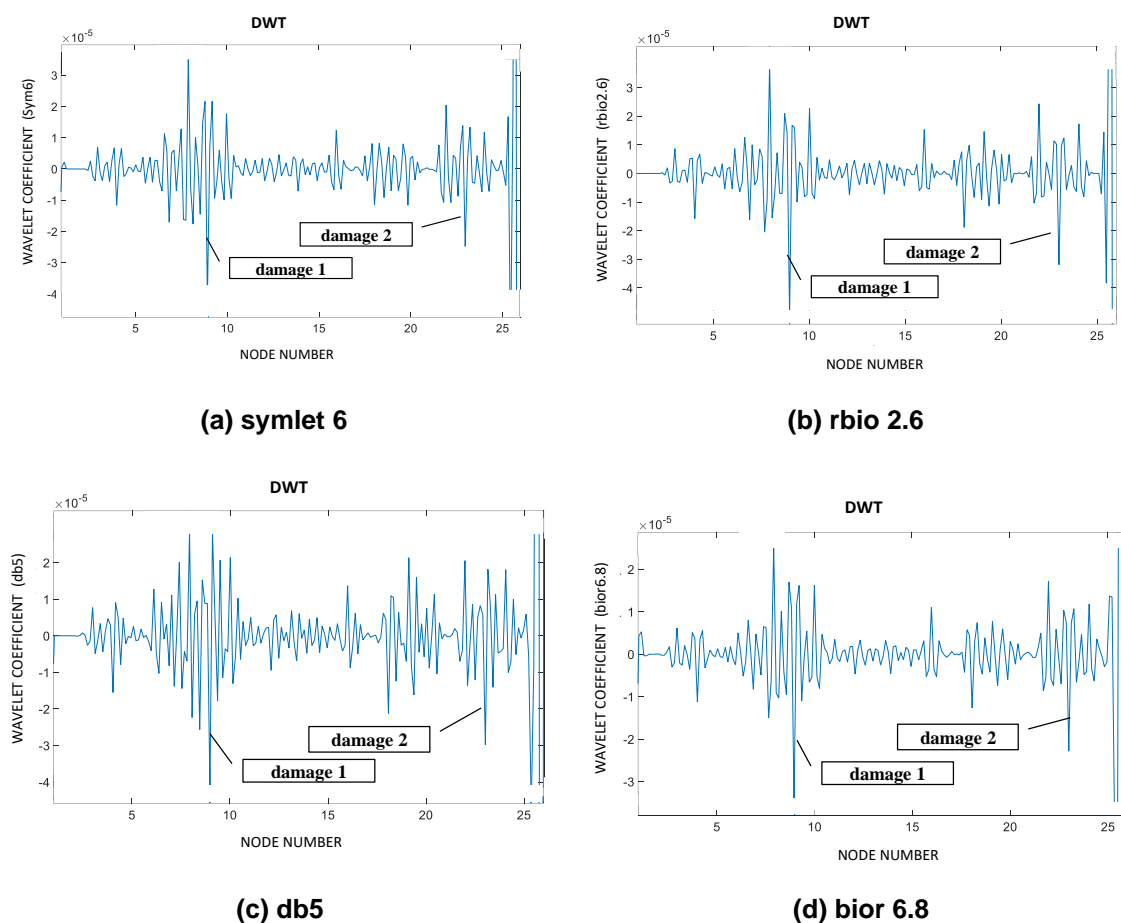 DWT
×10-5
WAVELET COEFFICIENT (Sym6)
3
2
1
0
-1
-2
-3
-4
damage 2
damage 1
5 10 15 20 25
NODE NUMBER
(a) symlet 6
DWT
×10-5
WAVELET COEFFICIENT (rbio2.6)
3
2
1
0
-1
-2
-3
-4
damage 2
damage 1
5 10 15 20 25
NODE NUMBER
(b) rbio 2.6
DWT
×10-5
WAVELET COEFFICIENT (db5)
2
1
0
-1
-2
-3
-4
damage 2
damage 1
5 10 15 20 25
NODE NUMBER
(c) db5
DWT
×10-5
WAVELET COEFFICIENT (bior6.8)
2
1
0
-1
-2
-3
damage 2
damage 1
5 10 15 20 25
NODE NUMBER
(d) bior 6.8